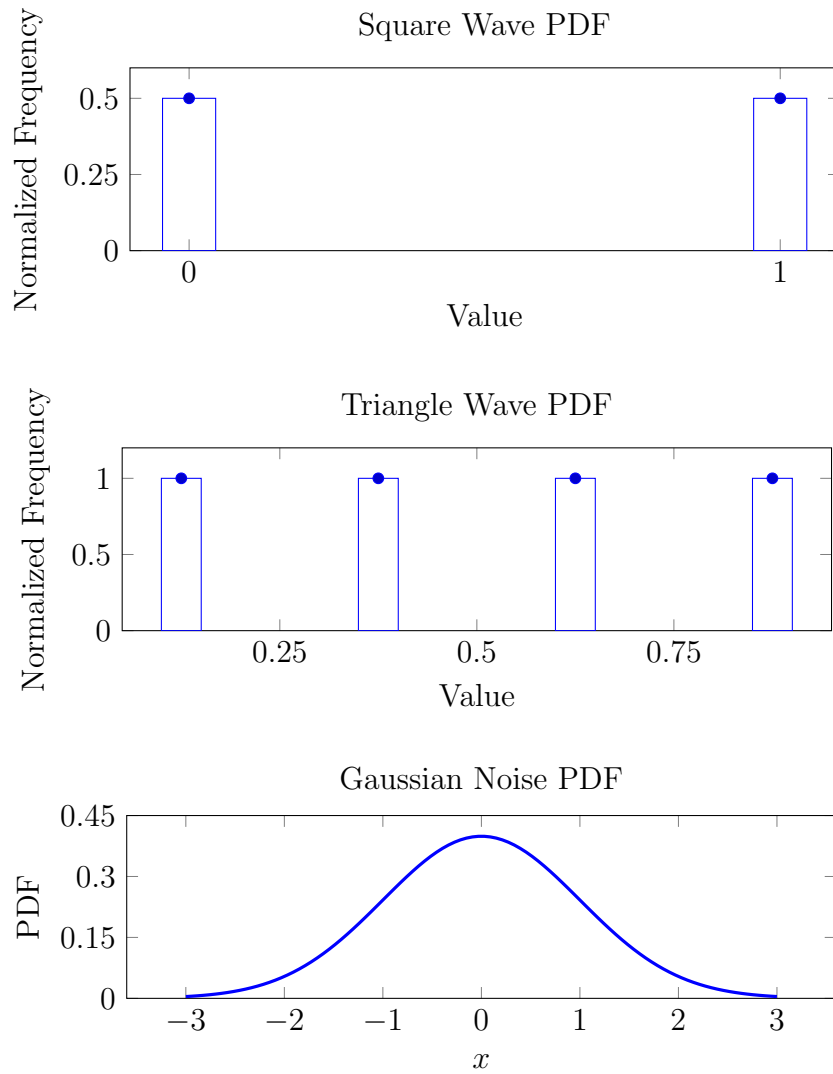 Square Wave PDF
Normalized Frequency
0.5
0.25
0
0 1
Value
Triangle Wave PDF
Normalized Frequency
1
0.5
0
0.25 0.5 0.75
Value
Gaussian Noise PDF
PDF
0.45
0.3
0.15
0
−3 −2 −1 0 1 2 3
x